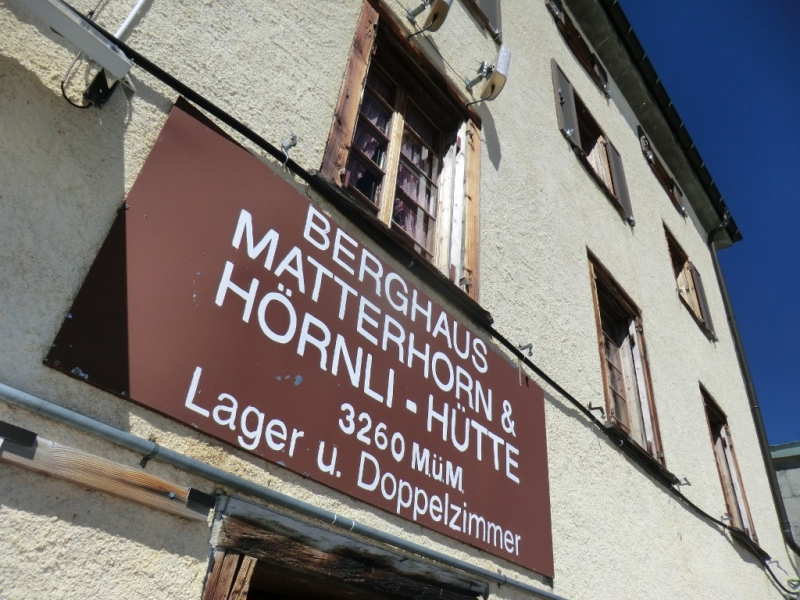 BERGHAUS
MATTERHORN &
HÖRNLI - HÜTTE
3260 MüM
Lager u. Doppelzimmer